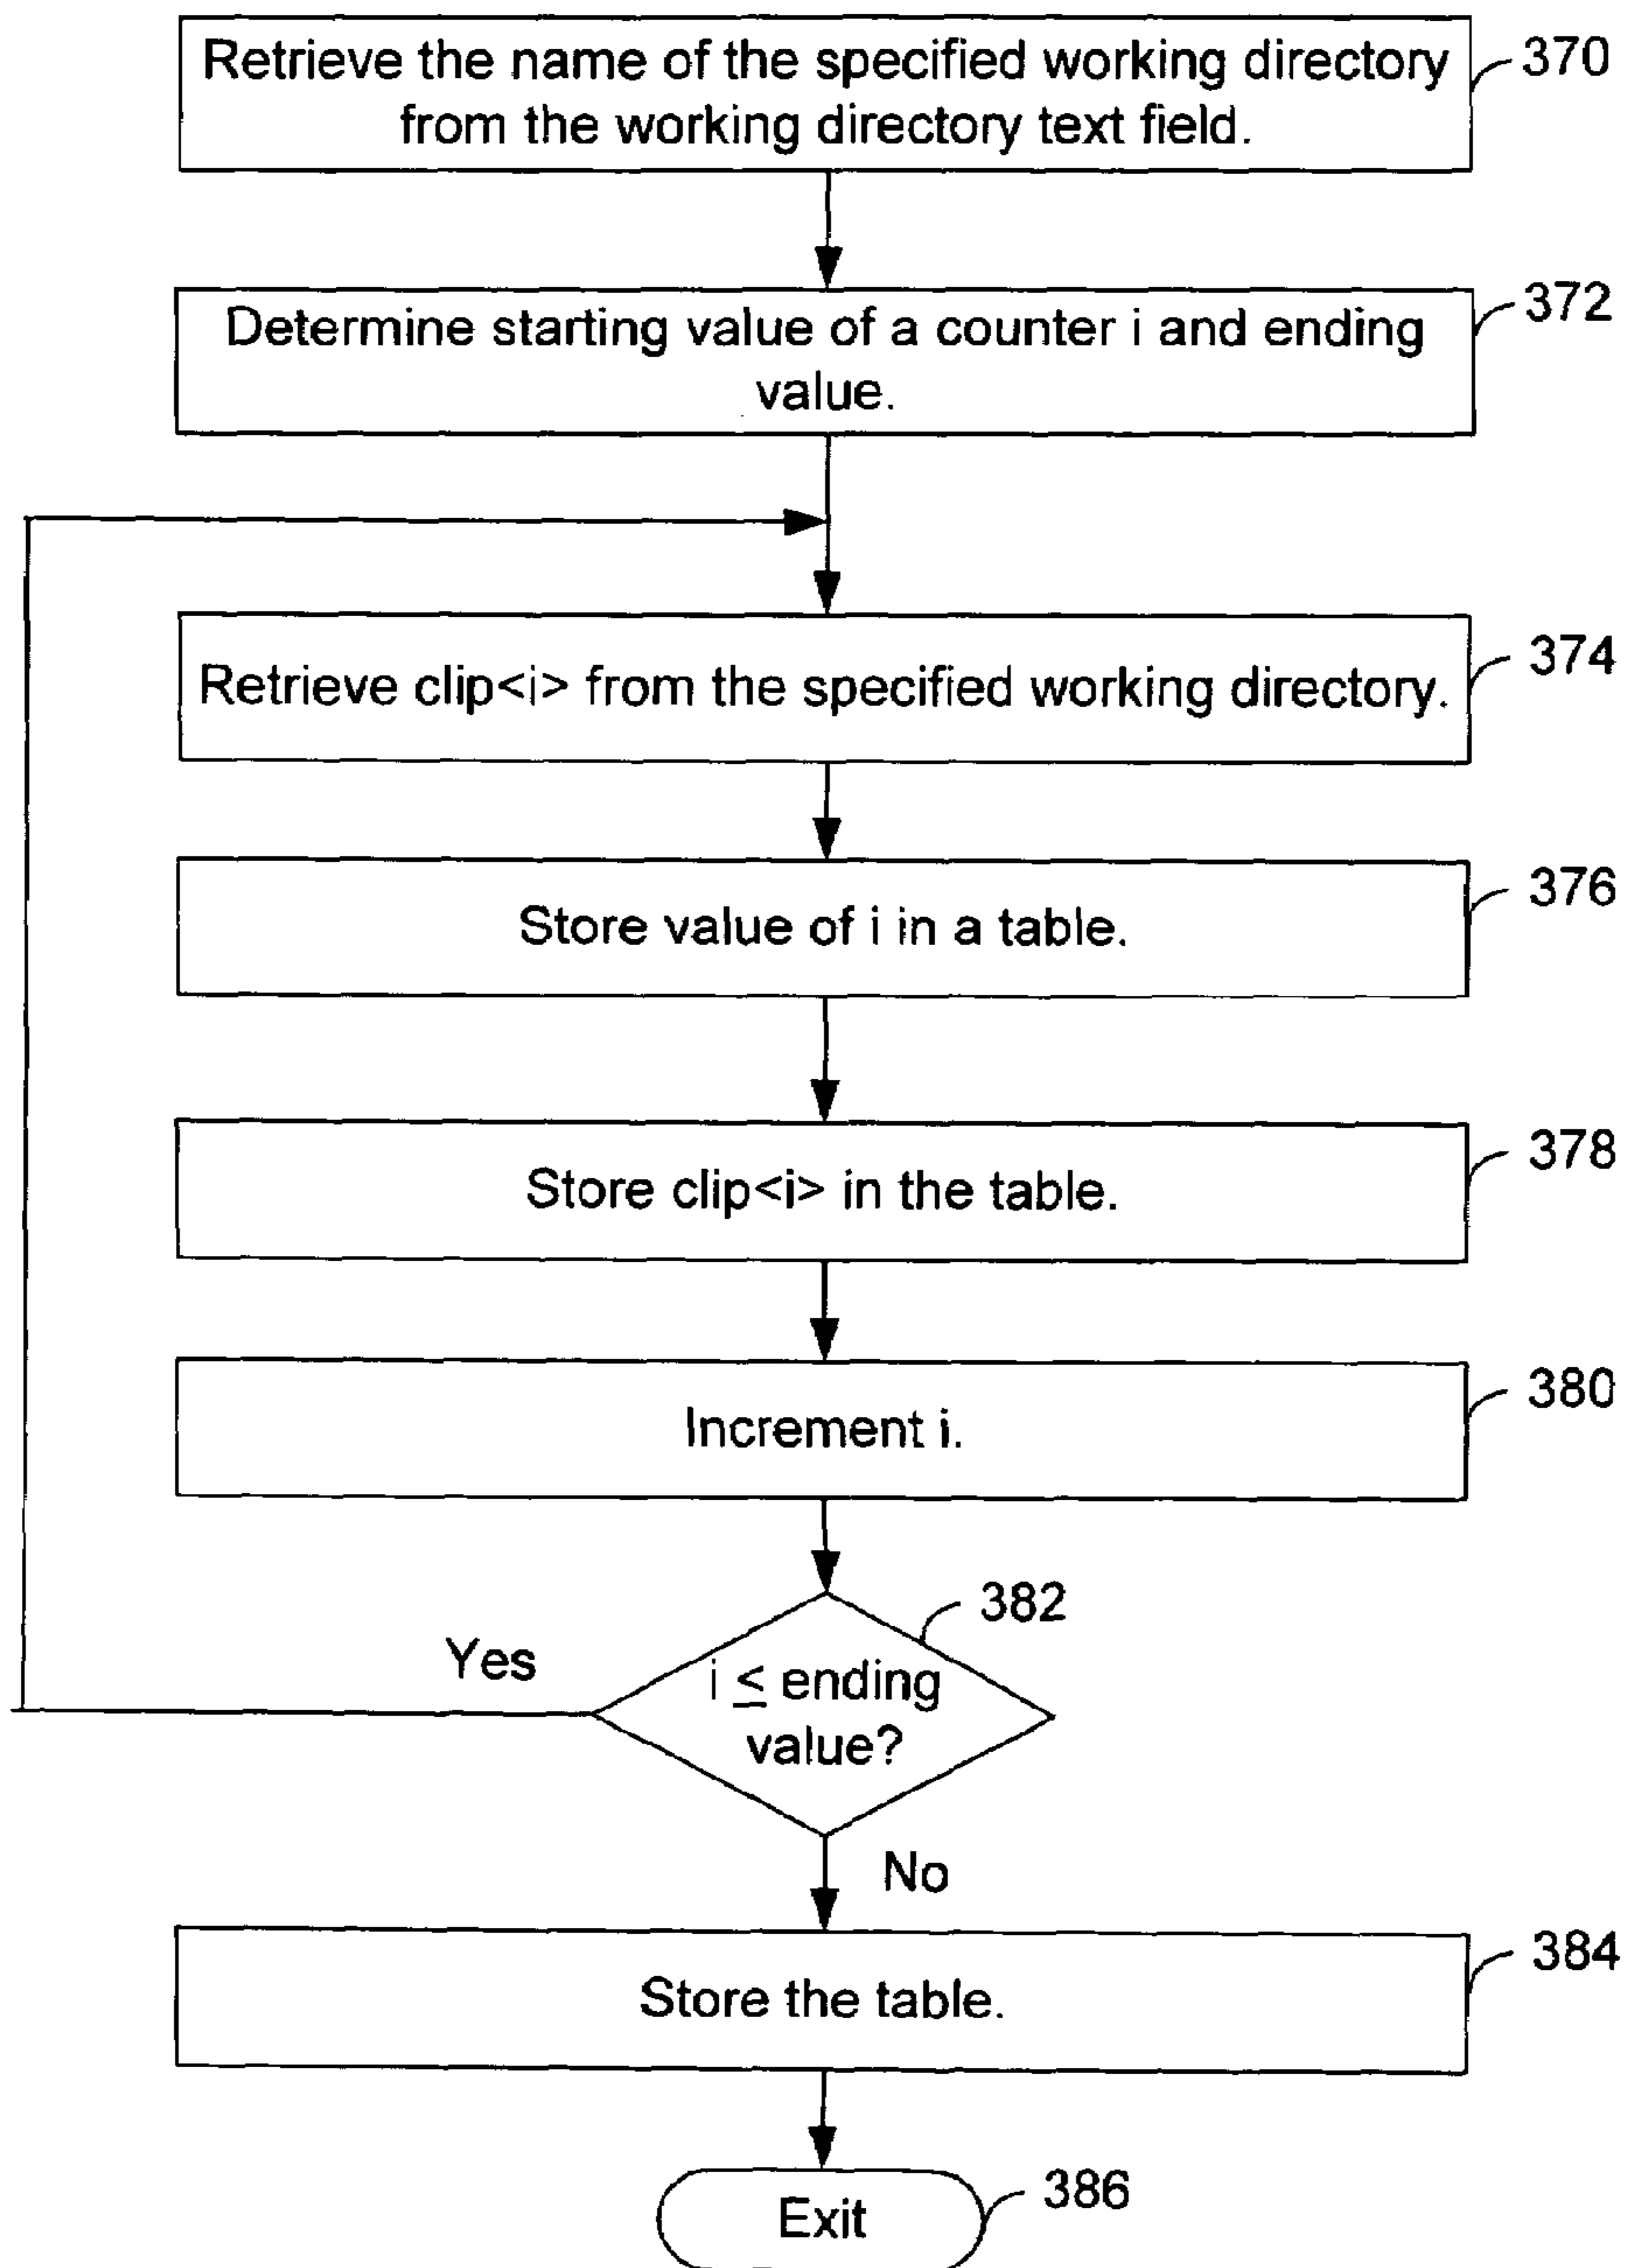 Retrieve the name of the specified working directory
from the working directory text field.
370
Determine starting value of a counter i and ending
value.
372
Retrieve clip<i> from the specified working directory.
374
Store value of i in a table.
376
Store clip<i> in the table.
378
Increment i.
380
382
Yes
i ≤ ending
value?
No
Store the table.
384
Exit
386